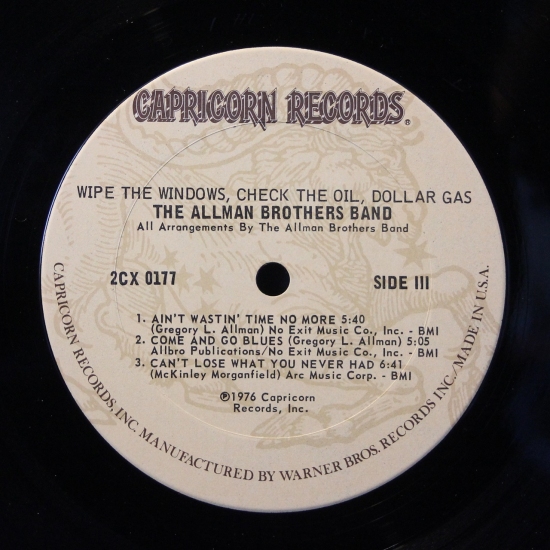 CAPRICORN RECORDS®
WIPE THE WINDOWS, CHECK THE OIL, DOLLAR GAS
THE ALLMAN BROTHERS BAND
All Arrangements By The Allman Brothers Band
2CX 0177
SIDE III
1. AIN'T WASTIN' TIME NO MORE 5:40
(Gregory L. Allman) No Exit Music Co., Inc. - BMI
2. COME AND GO BLUES (Gregory L. Allman) 5:05
Allbro Publications/No Exit Music Co., Inc. - BMI
3. CAN'T LOSE WHAT YOU NEVER HAD 6:41
(McKinley Morganfield) Arc Music Corp. - BMI
℗1976 Capricorn
Records, Inc.
CAPRICORN RECORDS, INC. MANUFACTURED BY WARNER BROS. RECORDS INC. MADE IN U.S.A.